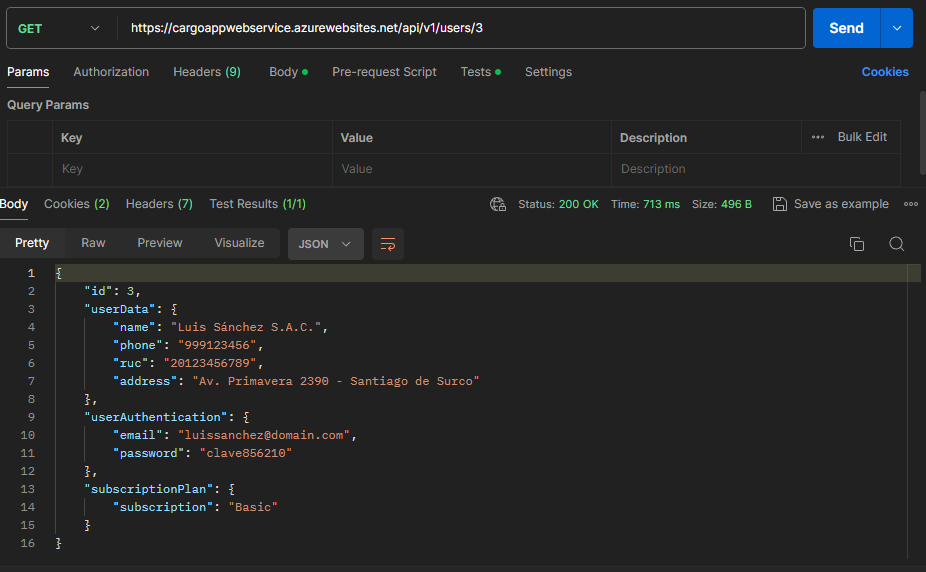 GET https://cargoappwebservice.azurewebsites.net/api/v1/users/3 Send
Params Authorization Headers (9) Body Pre-request Script Tests Settings Cookies
Query Params
Key Value Description ••• Bulk Edit
Key Value Description
Body Cookies (2) Headers (7) Test Results (1/1) Status: 200 OK Time: 713 ms Size: 496 B Save as example •••
Pretty Raw Preview Visualize JSON
1 {
2 "id": 3,
3 "userData": {
4 "name": "Luis Sánchez S.A.C.",
5 "phone": "999123456",
6 "ruc": "20123456789",
7 "address": "Av. Primavera 2390 - Santiago de Surco"
8 },
9 "userAuthentication": {
10 "email": "luissanchez@domain.com",
11 "password": "clave856210"
12 },
13 "subscriptionPlan": {
14 "subscription": "Basic"
15 }
16 }